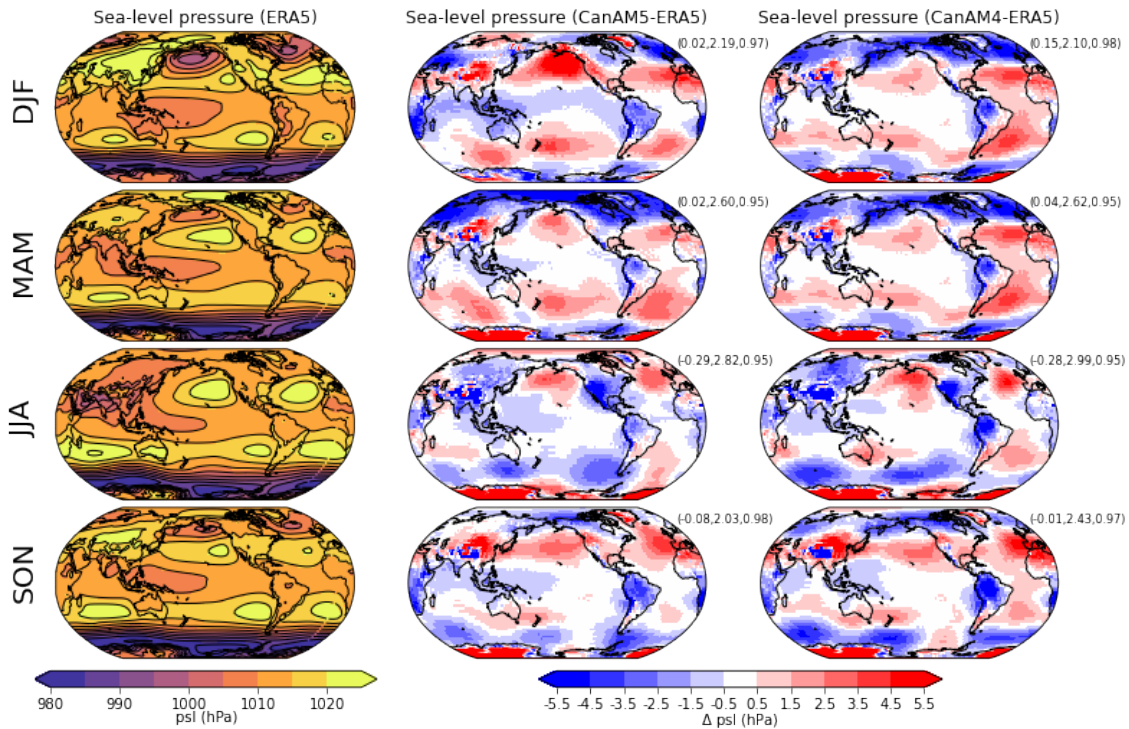 Sea-level pressure (ERA5) Sea-level pressure (CanAM5-ERA5) Sea-level pressure (CanAM4-ERA5)
DJF (0.02,2.19,0.97) (0.15,2.10,0.98)
MAM (0.02,2.60,0.95) (0.04,2.62,0.95)
JJA (-0.29,2.82,0.95) (-0.28,2.99,0.95)
SON (-0.08,2.03,0.98) (-0.01,2.43,0.97)
980 990 1000 1010 1020
psl (hPa)
-5.5 -4.5 -3.5 -2.5 -1.5 -0.5 0.5 1.5 2.5 3.5 4.5 5.5
Δ psl (hPa)